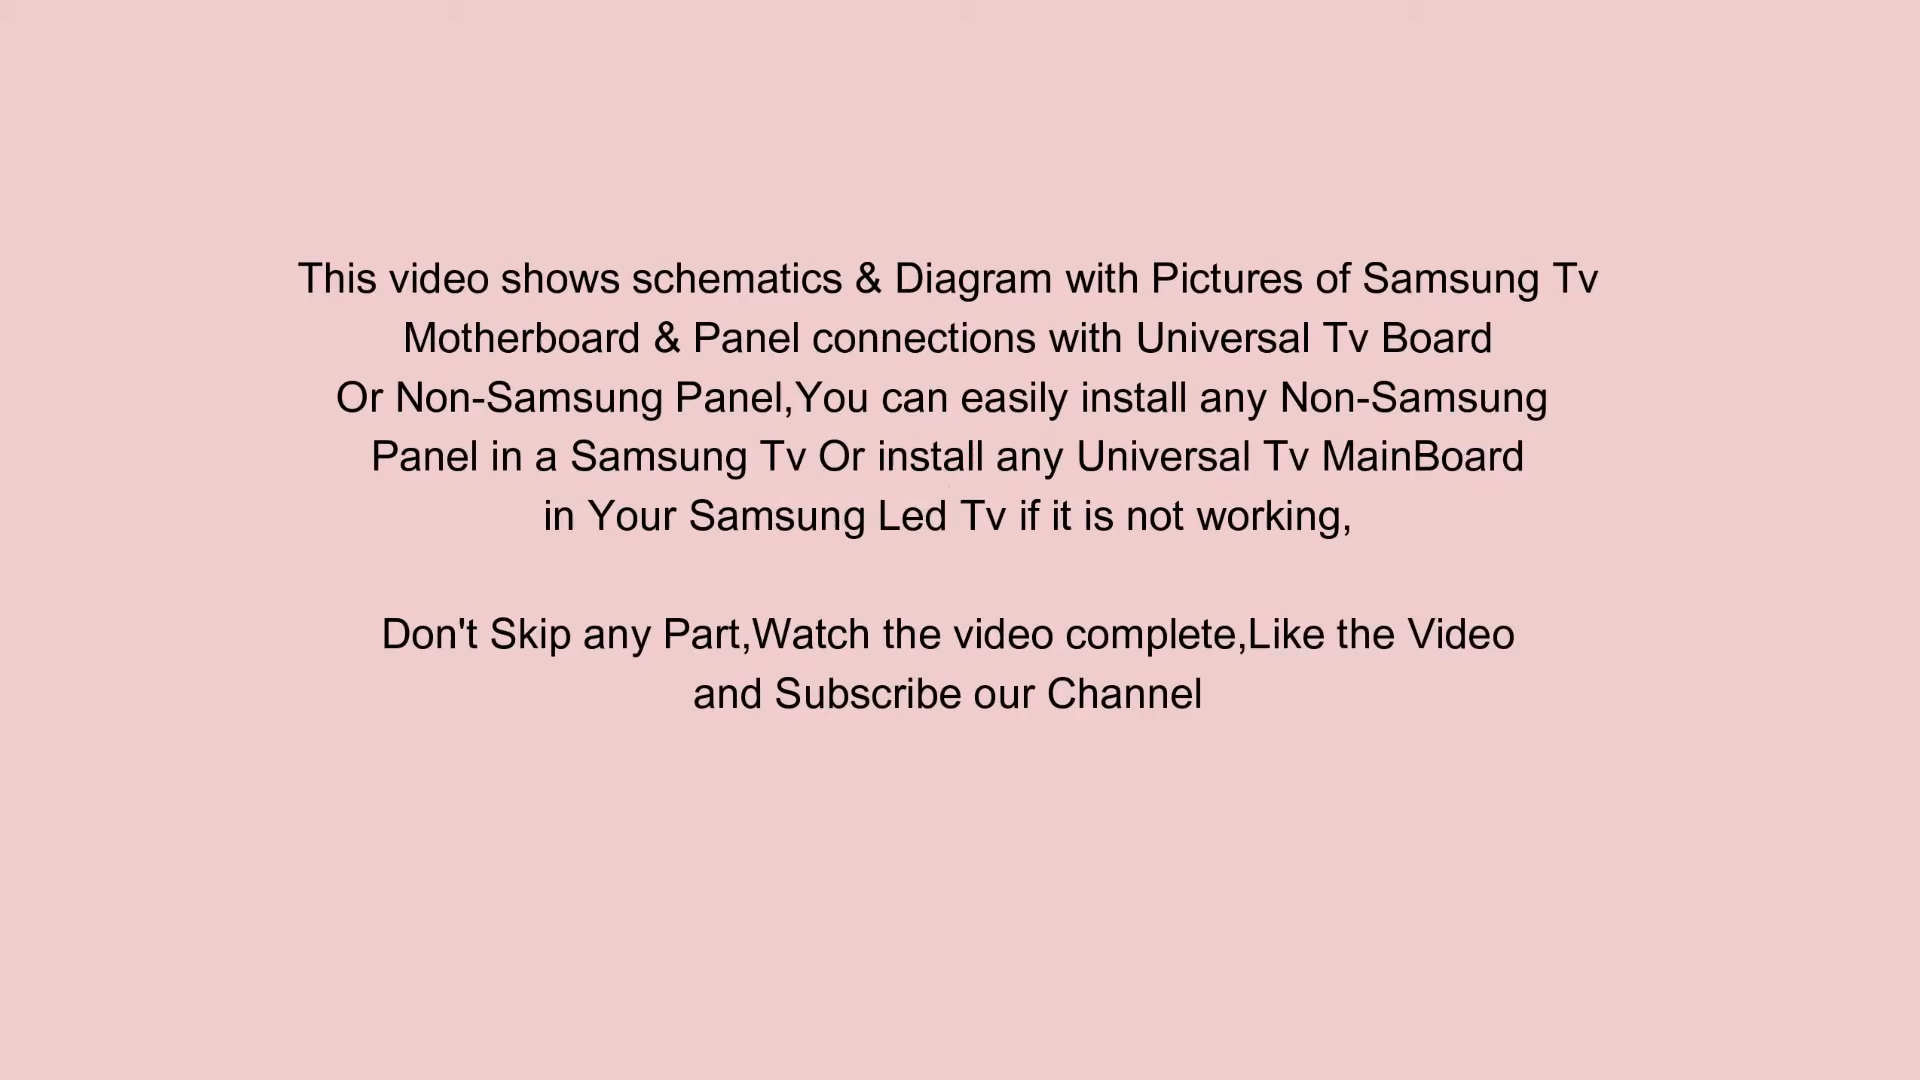 This video shows schematics & Diagram with Pictures of Samsung Tv
Motherboard & Panel connections with Universal Tv Board
Or Non-Samsung Panel,You can easily install any Non-Samsung
Panel in a Samsung Tv Or install any Universal Tv MainBoard
in Your Samsung Led Tv if it is not working,
Don't Skip any Part,Watch the video complete,Like the Video
and Subscribe our Channel